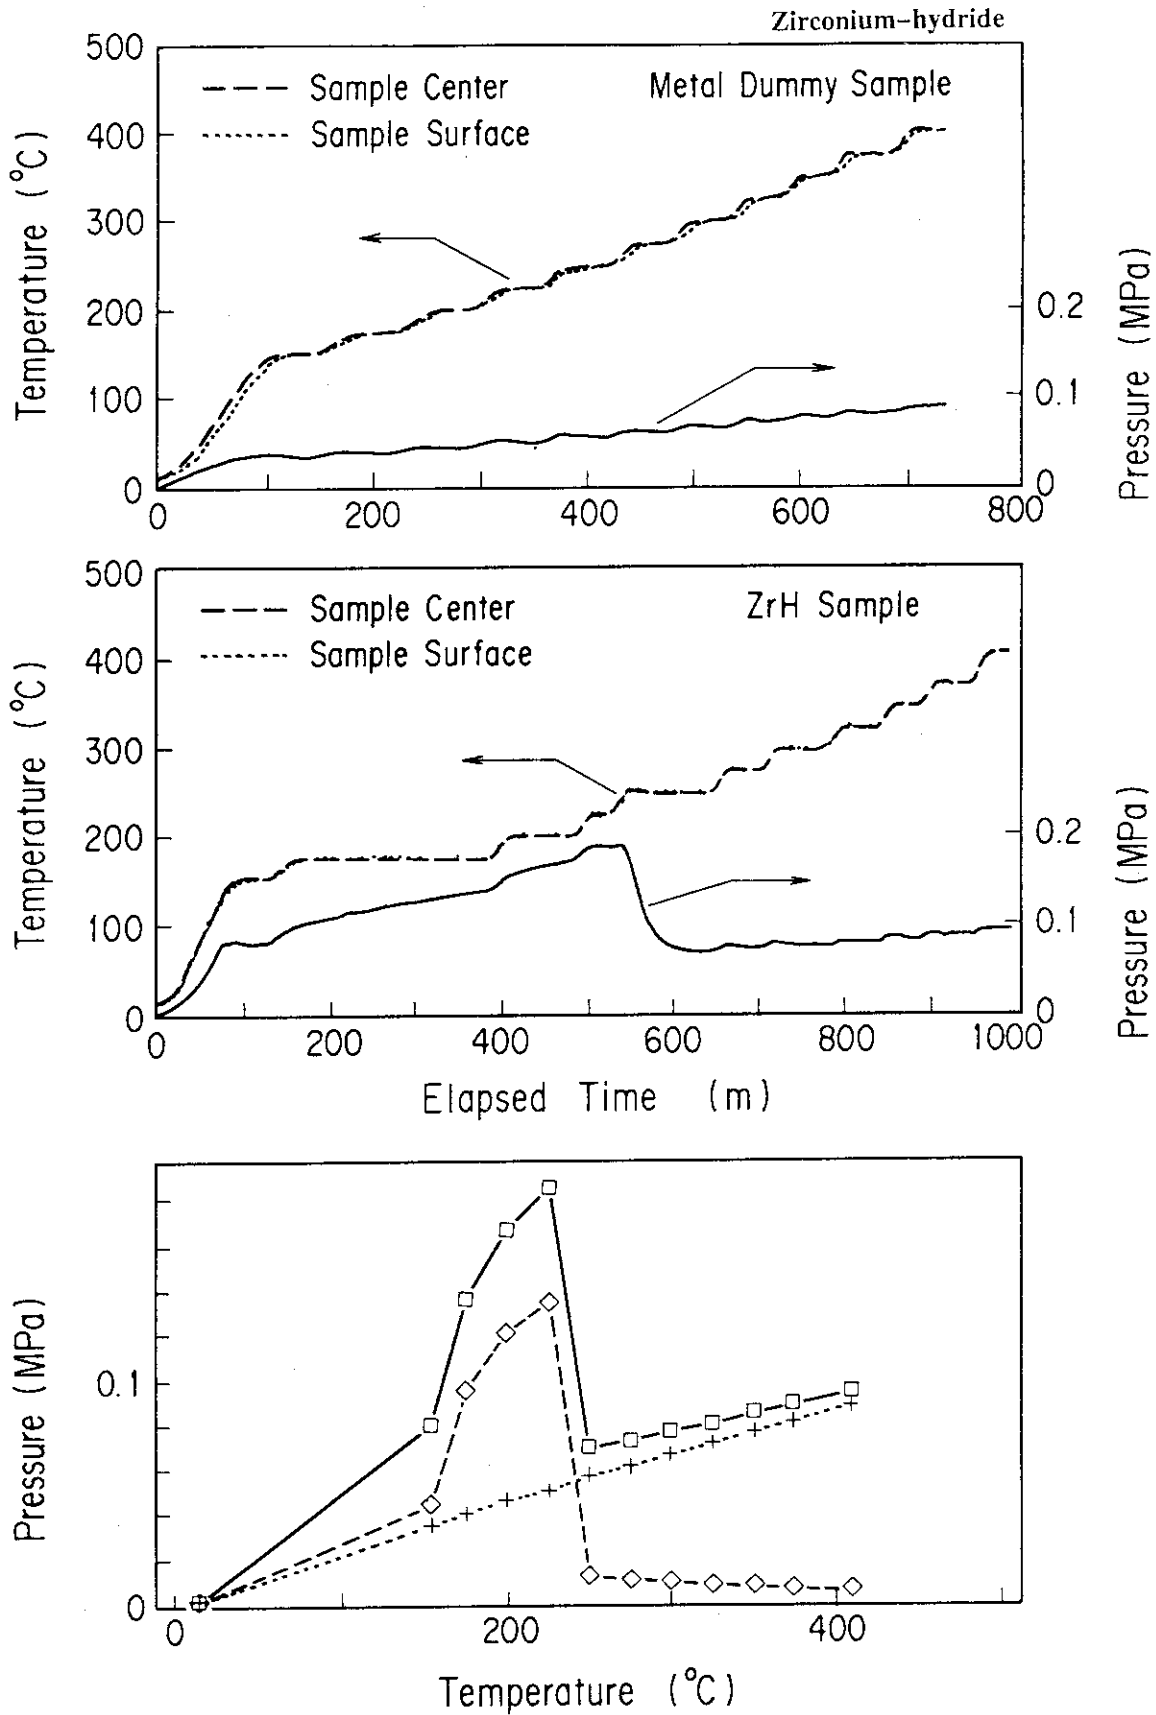 Zirconium-hydride
500
400
300
200
100
0
Temperature (°C)
Sample Center
Sample Surface
Metal Dummy Sample
0.2
0.1
0
Pressure (MPa)
0 200 400 600 800
500
400
300
200
100
0
Temperature (°C)
Sample Center
Sample Surface
ZrH Sample
0.2
0.1
0
Pressure (MPa)
0 200 400 600 800 1000
Elapsed Time (m)
Pressure (MPa)
0.1
0
0 200 400
Temperature (°C)